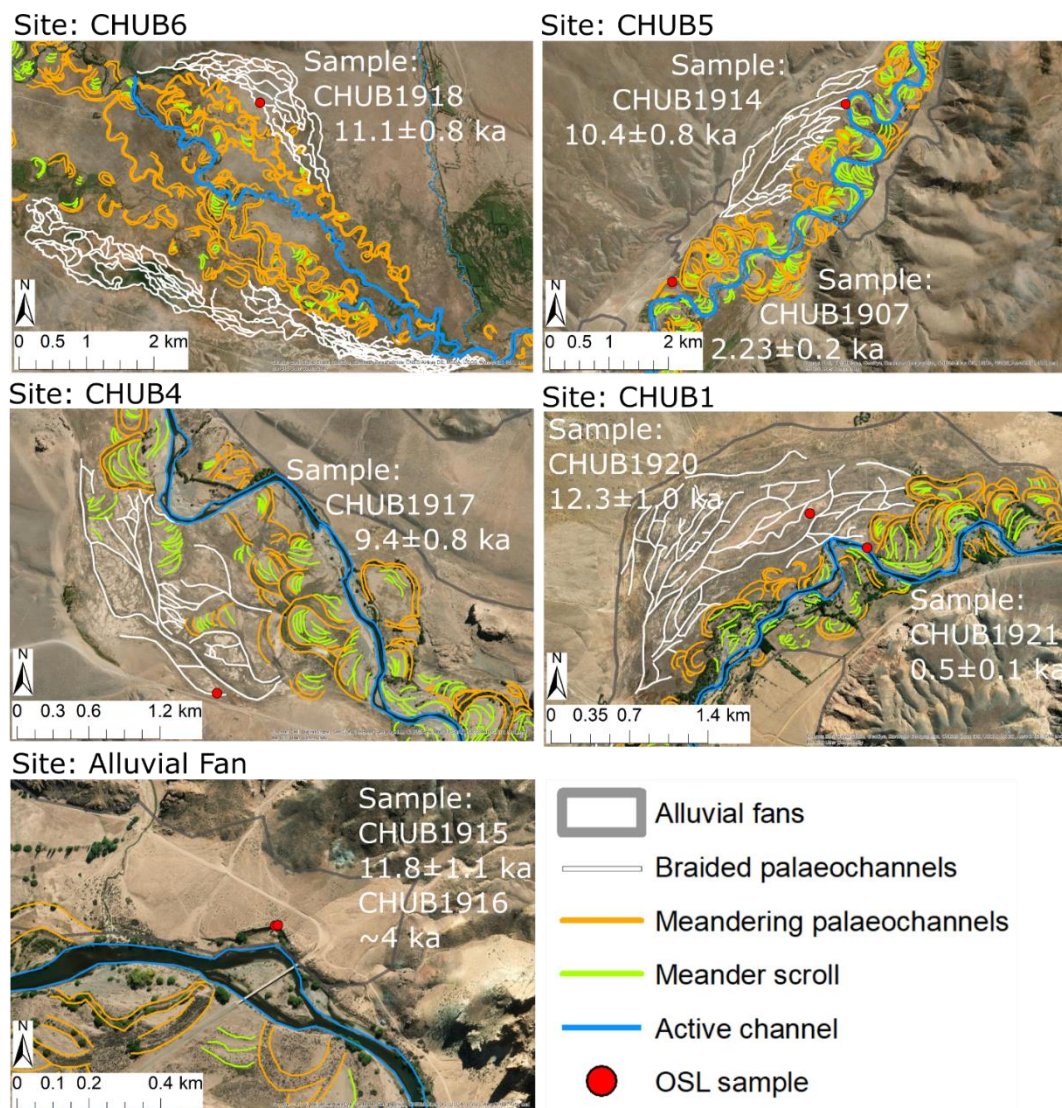 Site: CHUB6
Sample:
CHUB1918
11.1±0.8 ka
N
0 0.5 1 2 km
Site: CHUB5
Sample:
CHUB1914
10.4±0.8 ka
Sample:
CHUB1907
2.23±0.2 ka
N
0 0.5 1 2 km
Site: CHUB4
Sample:
CHUB1917
9.4±0.8 ka
N
0 0.3 0.6 1.2 km
Site: CHUB1
Sample:
CHUB1920
12.3±1.0 ka
Sample:
CHUB1921
0.5±0.1 ka
N
0 0.35 0.7 1.4 km
Site: Alluvial Fan
Sample:
CHUB1915
11.8±1.1 ka
CHUB1916
~4 ka
N
0 0.1 0.2 0.4 km
Alluvial fans
Braided palaeochannels
Meandering palaeochannels
Meander scroll
Active channel
OSL sample